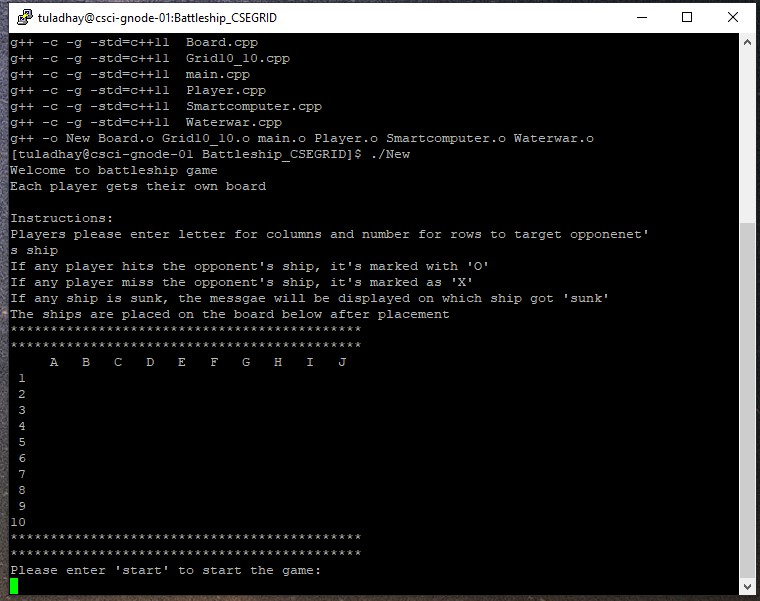 tuladhay@csci-gnode-01:Battleship_CSEGRID
g++ -c -g -std=c++11  Board.cpp
g++ -c -g -std=c++11  Grid10_10.cpp
g++ -c -g -std=c++11  main.cpp
g++ -c -g -std=c++11  Player.cpp
g++ -c -g -std=c++11  Smartcomputer.cpp
g++ -c -g -std=c++11  Waterwar.cpp
g++ -o New Board.o Grid10_10.o main.o Player.o Smartcomputer.o Waterwar.o
[tuladhay@csci-gnode-01 Battleship_CSEGRID]$ ./New
Welcome to battleship game
Each player gets their own board
Instructions:
Players please enter letter for columns and number for rows to target opponenet'
s ship
If any player hits the opponent's ship, it's marked with 'O'
If any player miss the opponent's ship, it's marked as 'X'
If any ship is sunk, the messgae will be displayed on which ship got 'sunk'
The ships are placed on the board below after placement
********************************************
********************************************
A   B   C   D   E   F   G   H   I   J
1
2
3
4
5
6
7
8
9
10
********************************************
********************************************
Please enter 'start' to start the game: